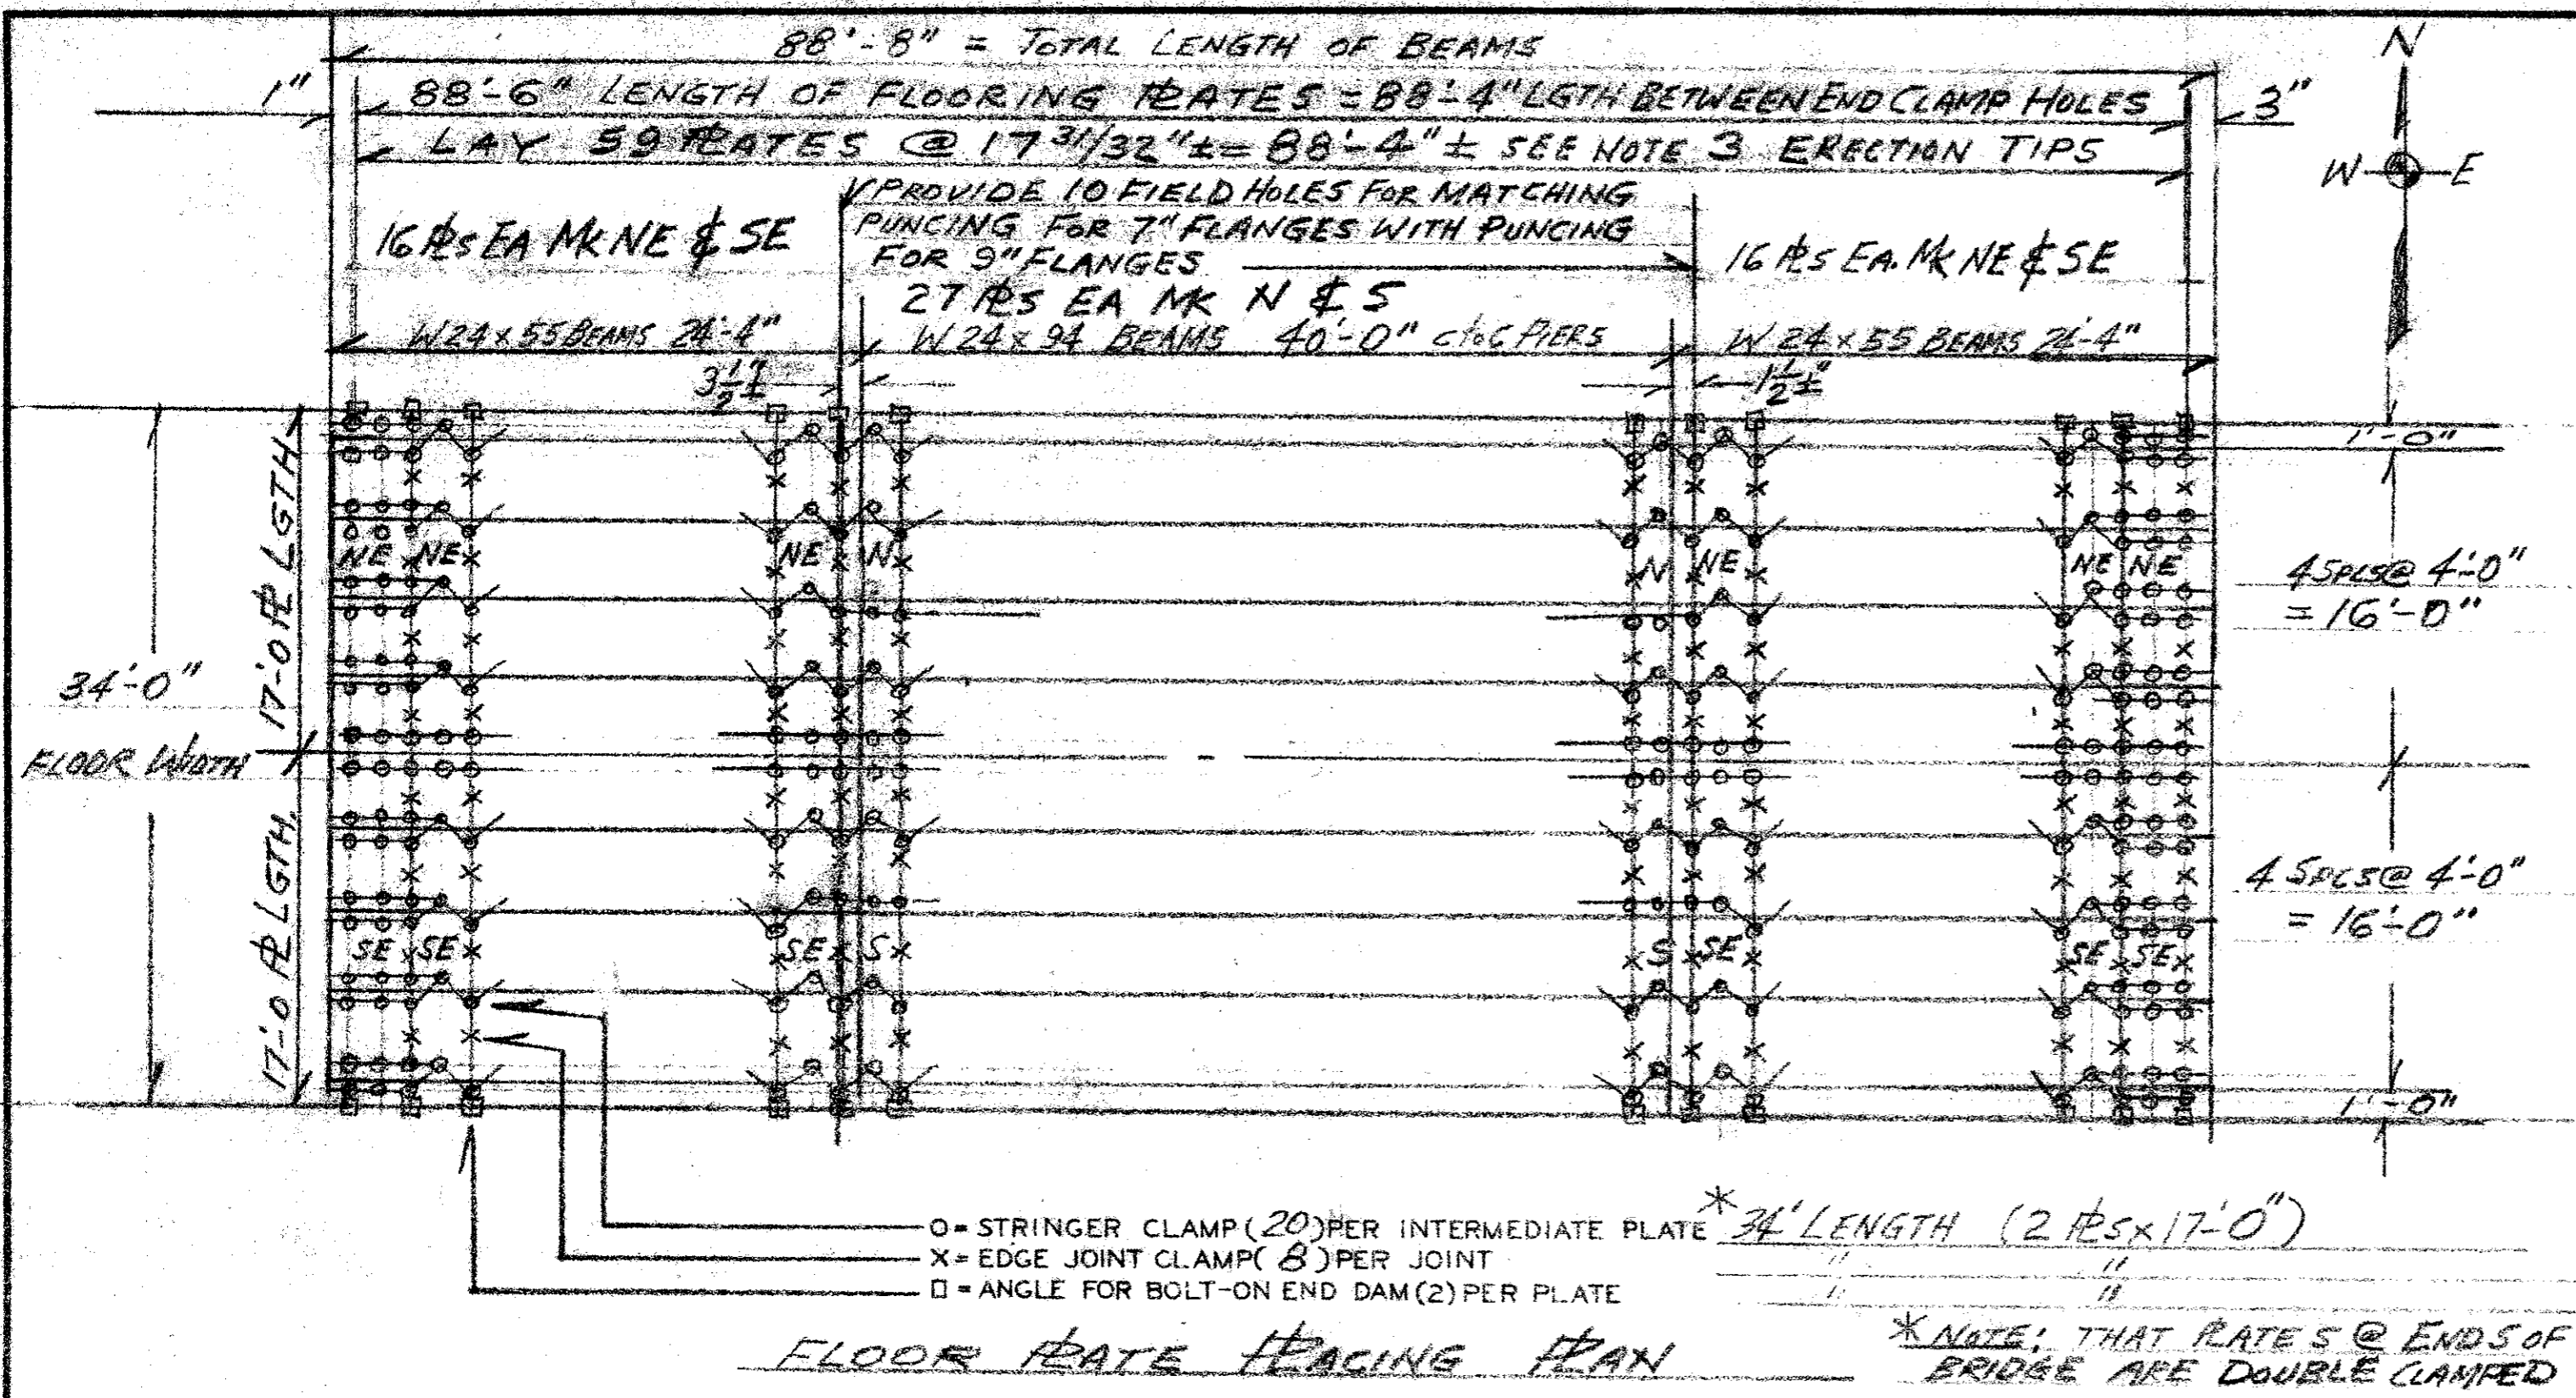 88'-8" = TOTAL LENGTH OF BEAMS
N
1"
88'-6" LENGTH OF FLOORING PLATES = 88'-4" LGTH BETWEEN END CLAMP HOLES
3"
LAY 59 PLATES @ 17 31/32" ± = 88'-4" ± SEE NOTE 3 ERECTION TIPS
W E
PROVIDE 10 FIELD HOLES FOR MATCHING
PUNCING FOR 7" FLANGES WITH PUNCING
FOR 9" FLANGES
16 PLS EA MK NE & SE
16 PLS EA. MK NE & SE
27 PLS EA MK N & S
W 24 x 55 BEAMS 24'-4"
W 24 x 94 BEAMS 40'-0" C to C PIERS
W 24 x 55 BEAMS 24'-4"
3 1/2" ±
1 1/2" ±
1'-0"
17'-0 PL LGTH
NE NE
NE N
N NE
NE NE
4 SPCS @ 4'-0"
= 16'-0"
34'-0"
FLOOR WIDTH
17'-0 PL LGTH.
4 SPCS @ 4'-0"
= 16'-0"
SE SE
SE S
S SE
SE SE
1'-0"
O = STRINGER CLAMP (20) PER INTERMEDIATE PLATE * 34' LENGTH (2 PLS x 17'-0")
X = EDGE JOINT CLAMP (8) PER JOINT " "
□ = ANGLE FOR BOLT-ON END DAM (2) PER PLATE " "
FLOOR PLATE PLACING PLAN
* NOTE: THAT PLATES @ ENDS OF
BRIDGE ARE DOUBLE CLAMPED